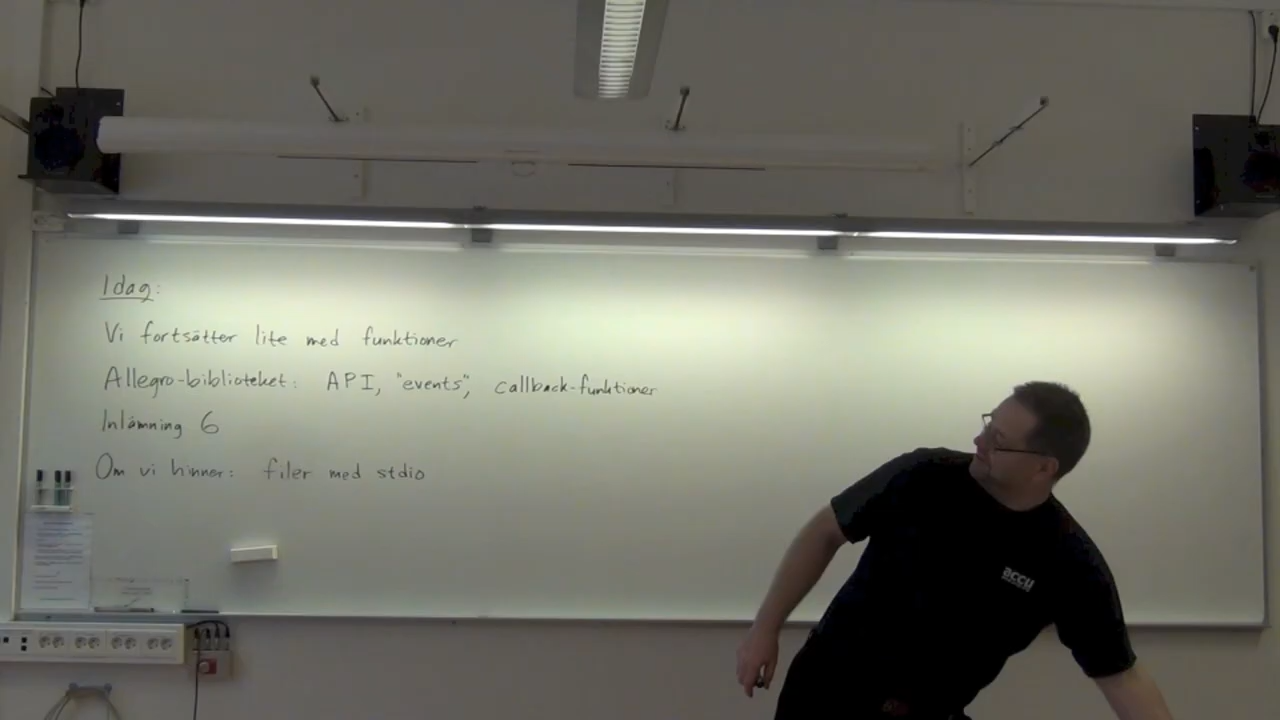 Idag:
Vi fortsätter lite med funktioner
Allegro-biblioteket: API, "events", callback-funktioner
Inlämning 6
Om vi hinner: filer med stdio
accu